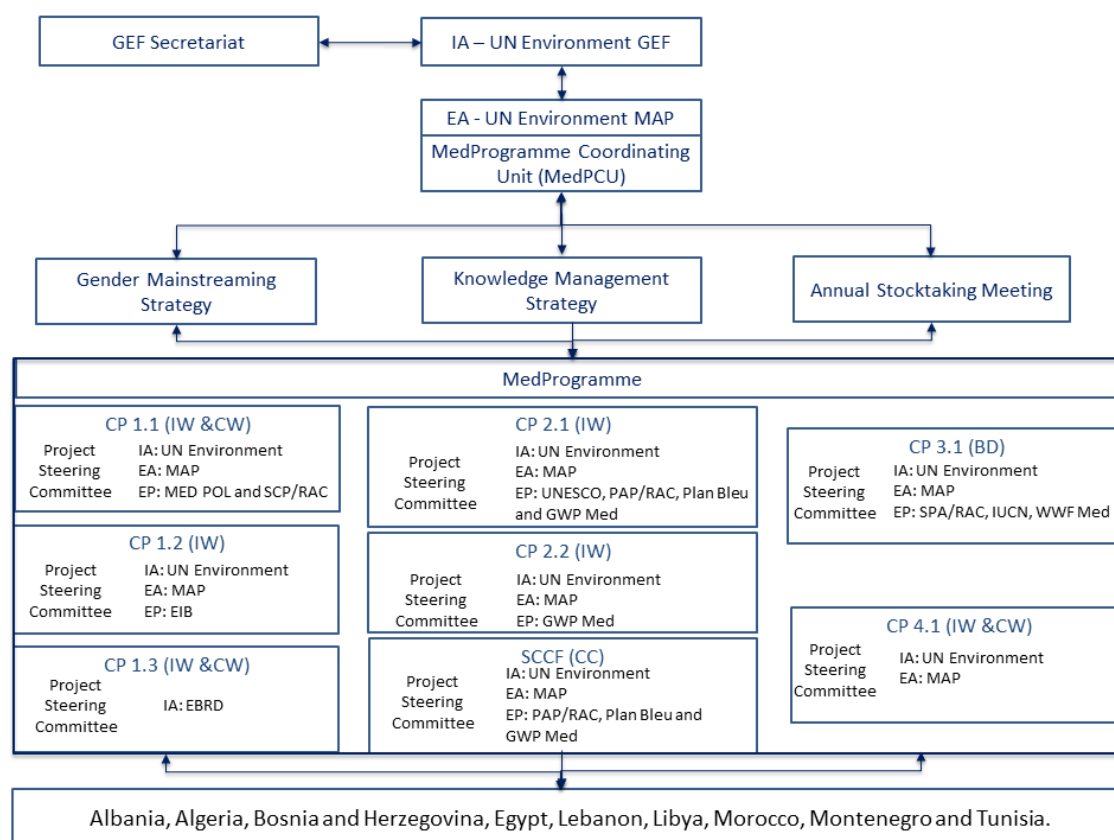 GEF Secretariat
IA – UN Environment GEF
EA - UN Environment MAP
MedProgramme Coordinating
Unit (MedPCU)
Gender Mainstreaming
Strategy
Knowledge Management
Strategy
Annual Stocktaking Meeting
MedProgramme
CP 1.1 (IW &CW)
Project
Steering
Committee
IA: UN Environment
EA: MAP
EP: MED POL and SCP/RAC
CP 1.2 (IW)
Project
Steering
Committee
IA: UN Environment
EA: MAP
EP: EIB
CP 1.3 (IW &CW)
Project
Steering
Committee
IA: EBRD
CP 2.1 (IW)
Project
Steering
Committee
IA: UN Environment
EA: MAP
EP: UNESCO, PAP/RAC, Plan Bleu
and GWP Med
CP 2.2 (IW)
Project
Steering
Committee
IA: UN Environment
EA: MAP
EP: GWP Med
SCCF (CC)
Project
Steering
Committee
IA: UN Environment
EA: MAP
EP: PAP/RAC, Plan Bleu and
GWP Med
CP 3.1 (BD)
Project
Steering
Committee
IA: UN Environment
EA: MAP
EP: SPA/RAC, IUCN, WWF Med
CP 4.1 (IW &CW)
Project
Steering
Committee
IA: UN Environment
EA: MAP
Albania, Algeria, Bosnia and Herzegovina, Egypt, Lebanon, Libya, Morocco, Montenegro and Tunisia.